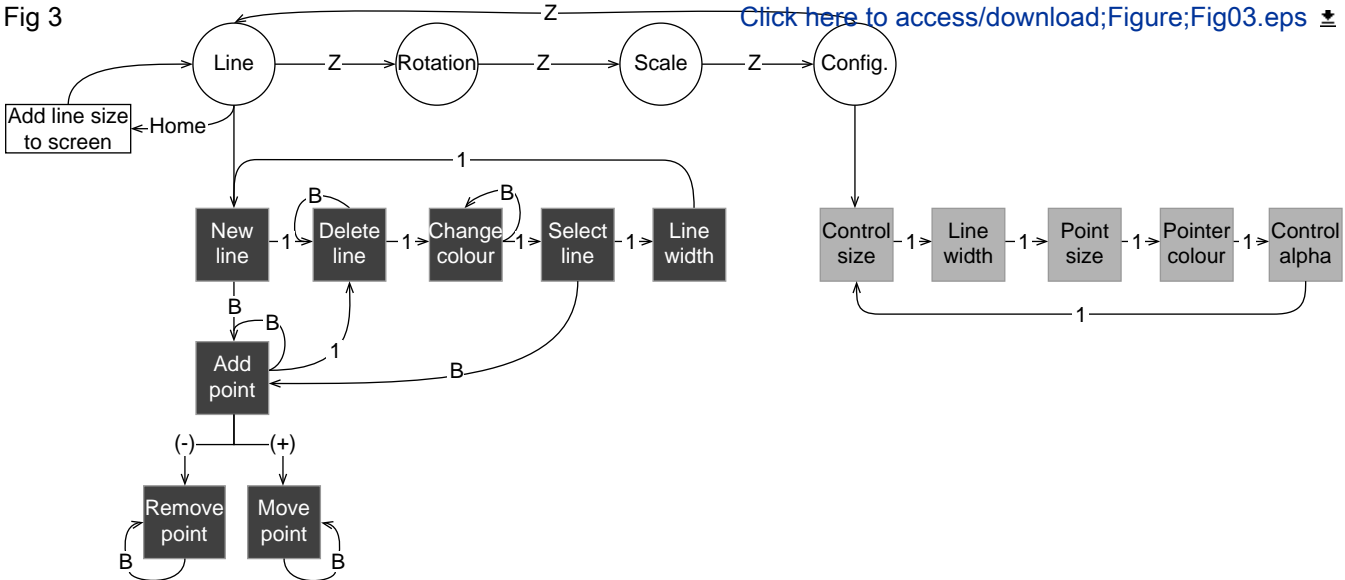 Fig 3
Click here to access/download;Figure;Fig03.eps
Z
Line
Z
Rotation
Z
Scale
Z
Config.
Add line size
to screen
Home
1
New
line
1
B
Delete
line
1
Change
colour
B
1
Select
line
1
Line
width
Control
size
1
Line
width
1
Point
size
1
Pointer
colour
1
Control
alpha
B
B
1
1
Add
point
B
(-)
(+)
Remove
point
Move
point
B
B